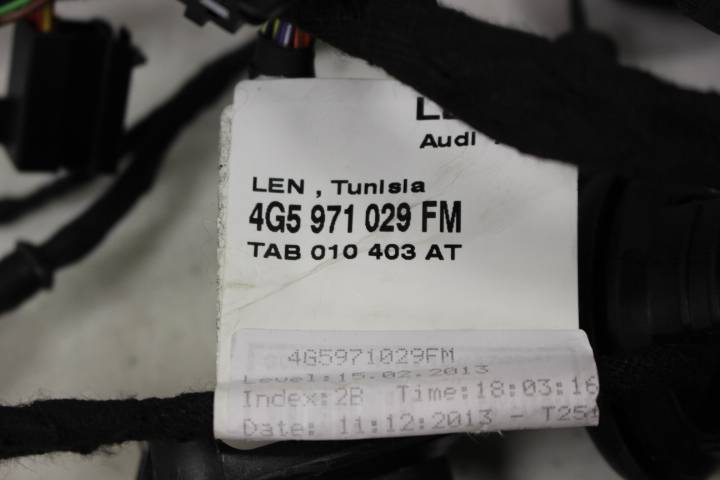 Audi
LEN , Tunisia
4G5 971 029 FM
TAB 010 403 AT
4G5971029FM
Level:15.02.2013
Index:2B Time:18:03:16
Date: 11:12:2013 - T251